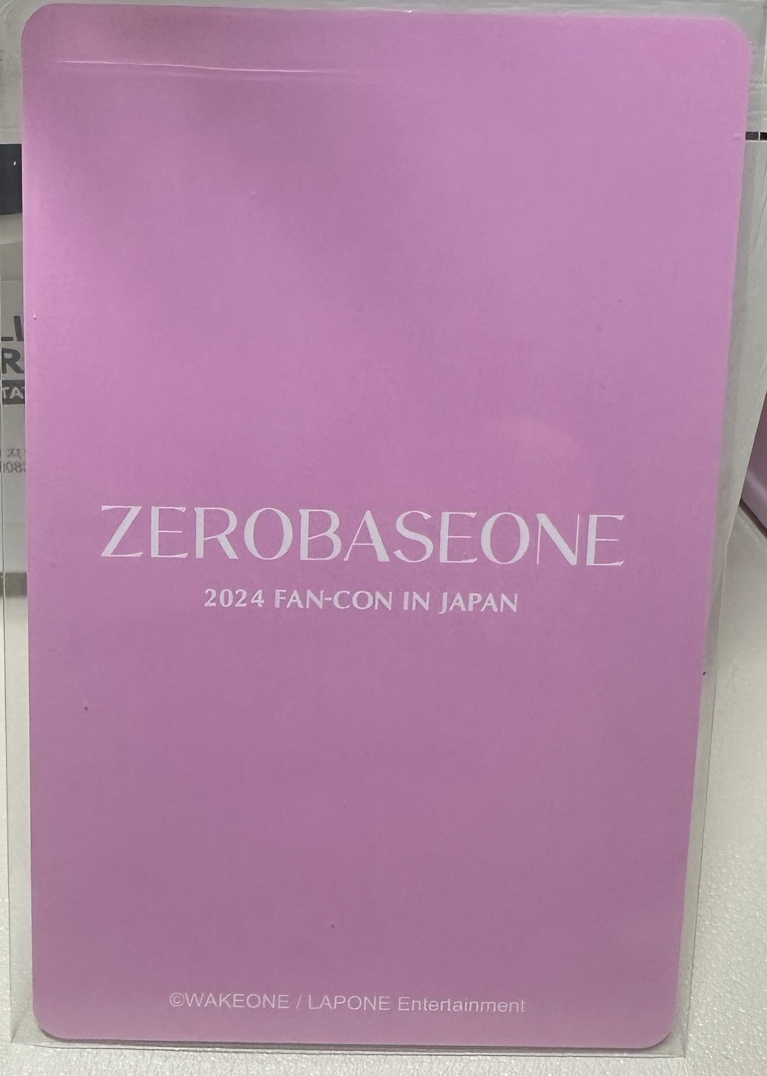 ZEROBASEONE
2024 FAN-CON IN JAPAN
©WAKEONE / LAPONE Entertainment